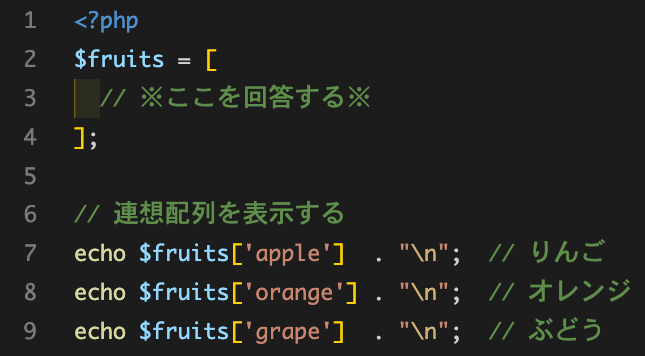 1 <?php
2 $fruits = [
3   // ※ここを回答する※
4 ];
5
6 // 連想配列を表示する
7 echo $fruits['apple']  . "\n";  // りんご
8 echo $fruits['orange'] . "\n";  // オレンジ
9 echo $fruits['grape']  . "\n";  // ぶどう